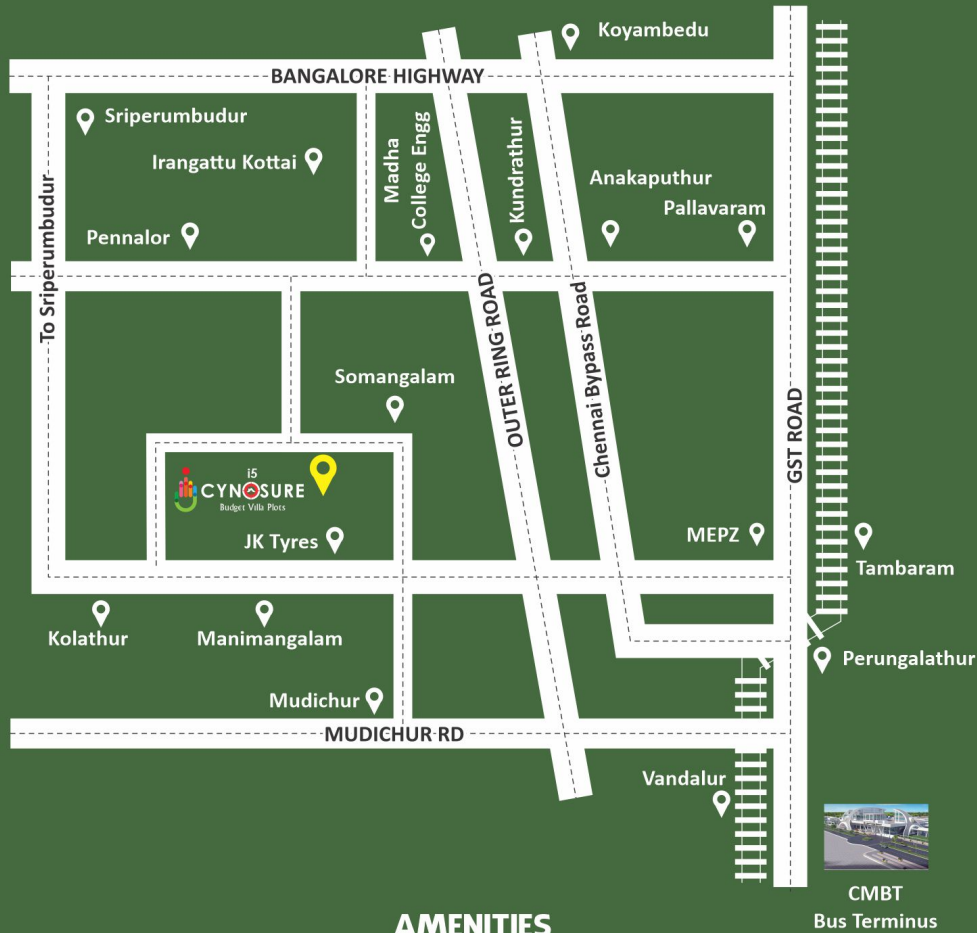 Koyambedu
BANGALORE HIGHWAY
Sriperumbudur
Irangattu Kottai
Madha
College Engg
Kundrathur
Anakaputhur
Pallavaram
Pennalor
To Sriperumbudur
OUTER RING ROAD
Chennai Bypass Road
GST ROAD
Somangalam
i5
CYNOSURE
Budget Villa Plots
JK Tyres
MEPZ
Tambaram
Kolathur
Manimangalam
Perungalathur
Mudichur
MUDICHUR RD
Vandalur
CMBT
Bus Terminus
AMENITIES